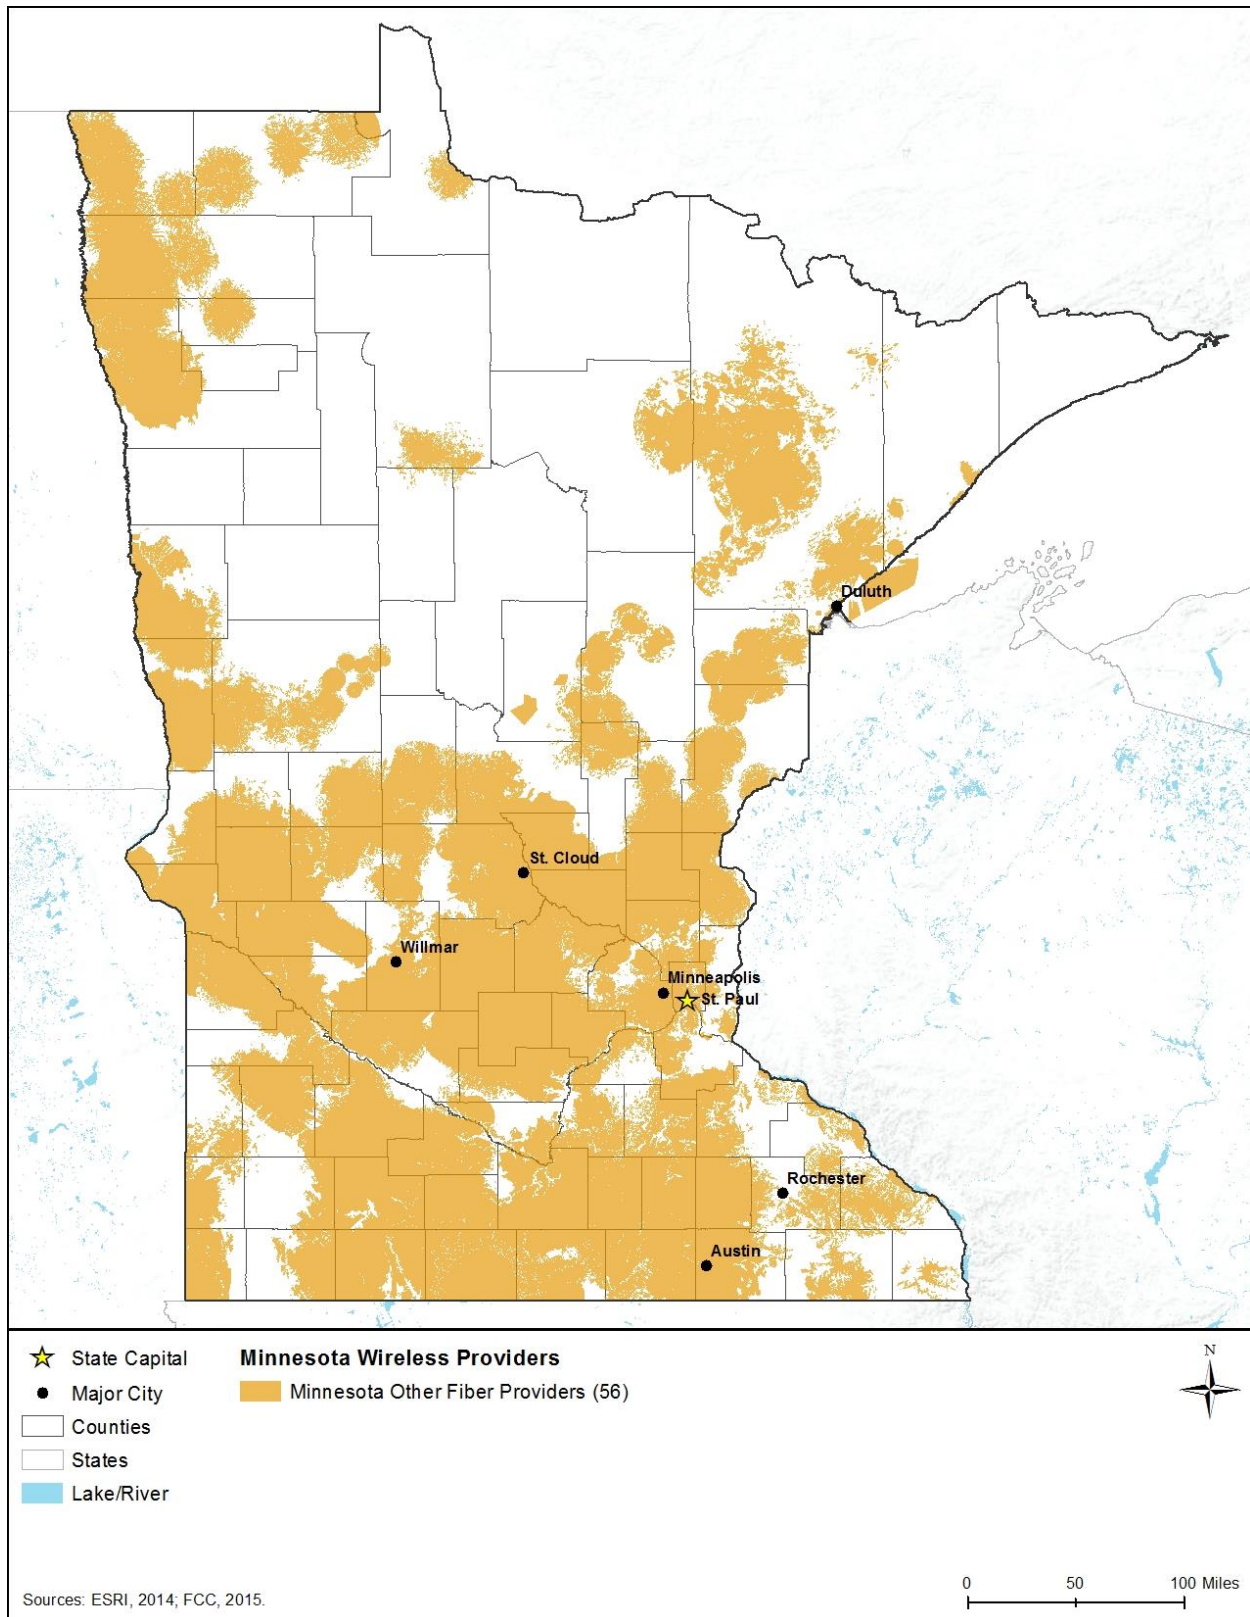 Duluth
St. Cloud
Willmar
Minneapolis
St. Paul
Rochester
Austin
State Capital
Major City
Counties
States
Lake/River
Minnesota Wireless Providers
Minnesota Other Fiber Providers (56)
N
Sources: ESRI, 2014; FCC, 2015.
0 50 100 Miles